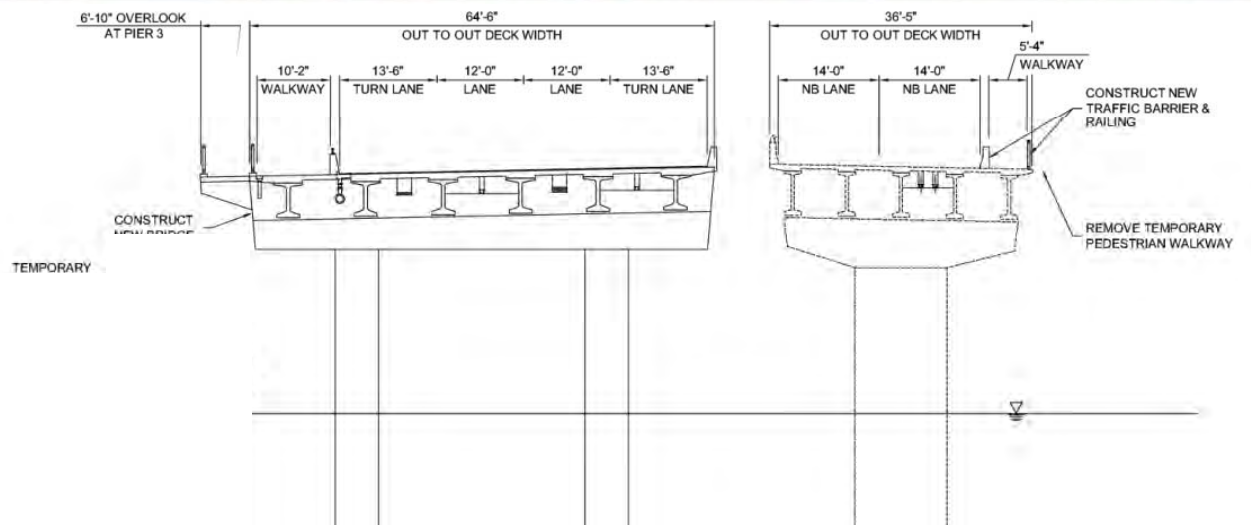 6'-10" OVERLOOK
AT PIER 3
64'-6"
OUT TO OUT DECK WIDTH
36'-5"
OUT TO OUT DECK WIDTH
5'-4"
WALKWAY
10'-2"
WALKWAY
13'-6"
TURN LANE
12'-0"
LANE
12'-0"
LANE
13'-6"
TURN LANE
14'-0"
NB LANE
14'-0"
NB LANE
CONSTRUCT NEW
TRAFFIC BARRIER &
RAILING
CONSTRUCT
NEW BRIDGE
REMOVE TEMPORARY
PEDESTRIAN WALKWAY
TEMPORARY